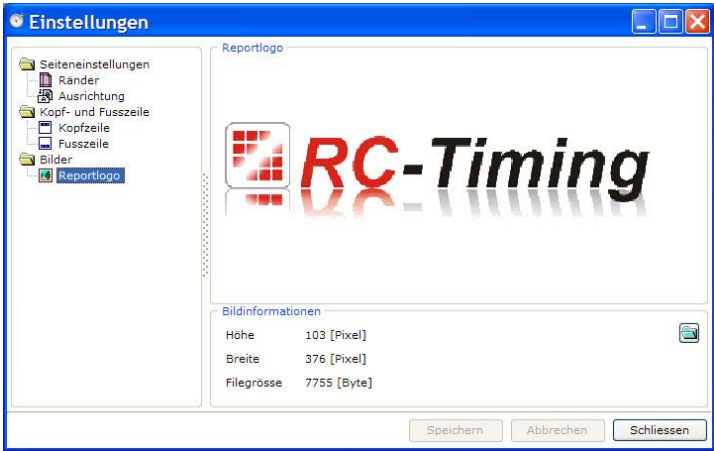 Einstellungen
Seiteneinstellungen
Ränder
Ausrichtung
Kopf- und Fusszeile
Kopfzeile
Fusszeile
Bilder
Reportlogo
Reportlogo
RC-Timing
Bildinformationen
Höhe 103 [Pixel]
Breite 376 [Pixel]
Filegrösse 7755 [Byte]
Speichern Abbrechen Schliessen